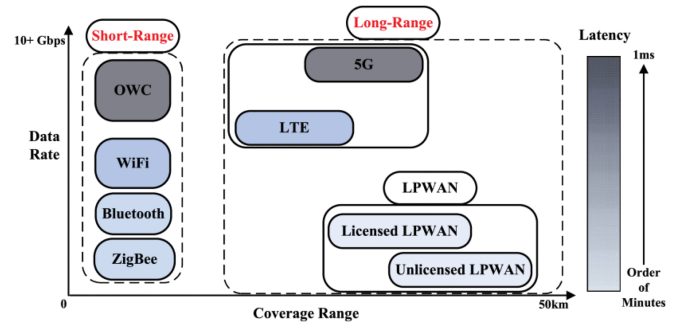 Short-Range
Long-Range
10+ Gbps
Latency
1ms
OWC
5G
LTE
Data
Rate
WiFi
LPWAN
Bluetooth
Licensed LPWAN
ZigBee
Unlicensed LPWAN
Order
of
Minutes
0
50km
Coverage Range